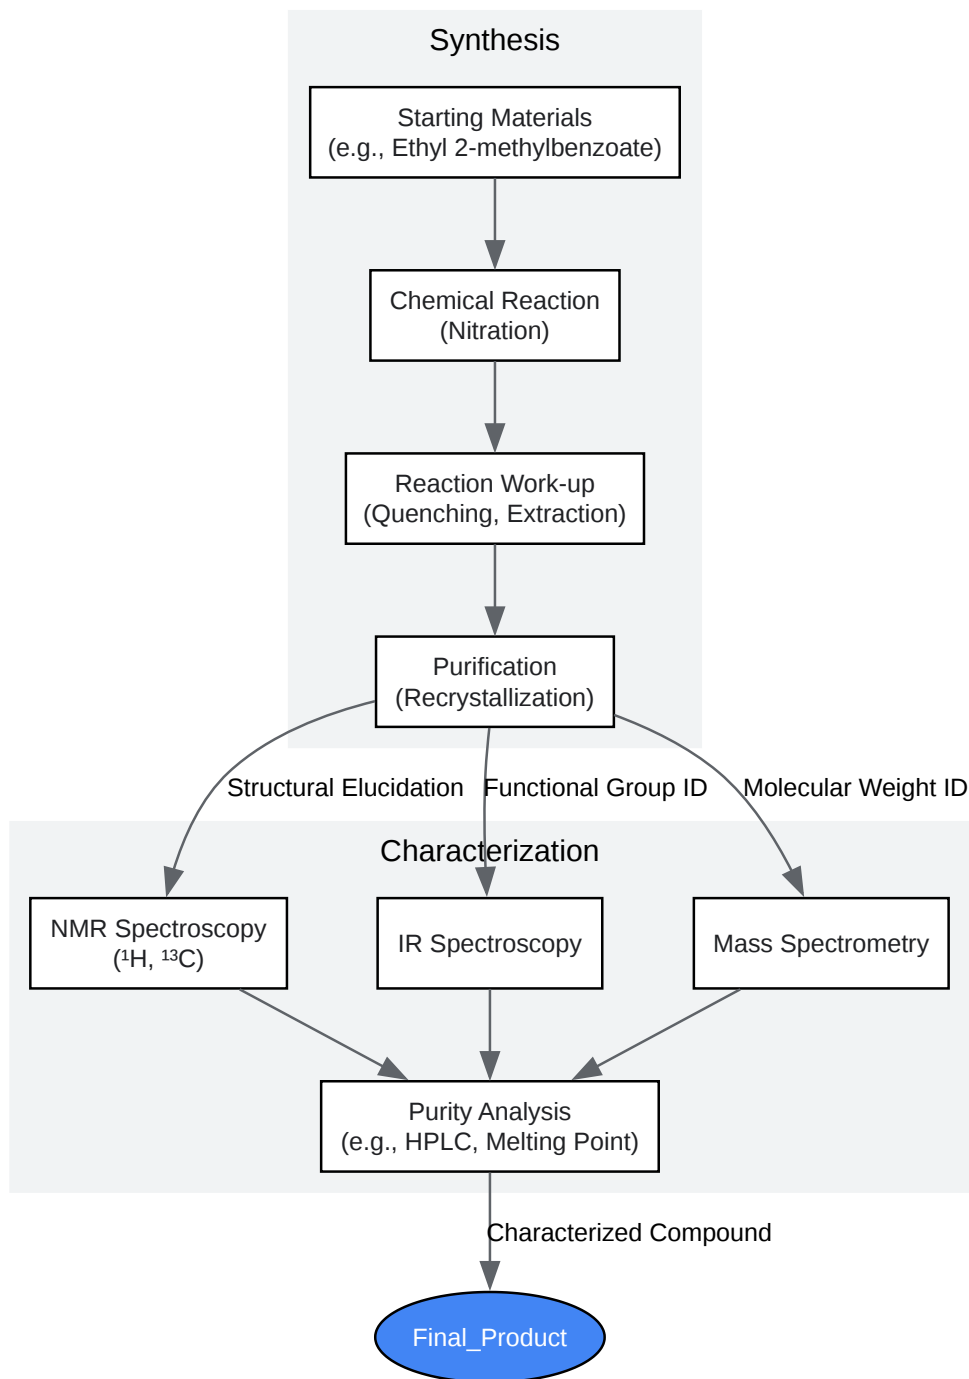 Synthesis
Starting Materials
(e.g., Ethyl 2-methylbenzoate)
Chemical Reaction
(Nitration)
Reaction Work-up
(Quenching, Extraction)
Purification
(Recrystallization)
Structural Elucidation
Functional Group ID
Molecular Weight ID
Characterization
NMR Spectroscopy
(¹H, ¹³C)
IR Spectroscopy
Mass Spectrometry
Purity Analysis
(e.g., HPLC, Melting Point)
Characterized Compound
Final_Product